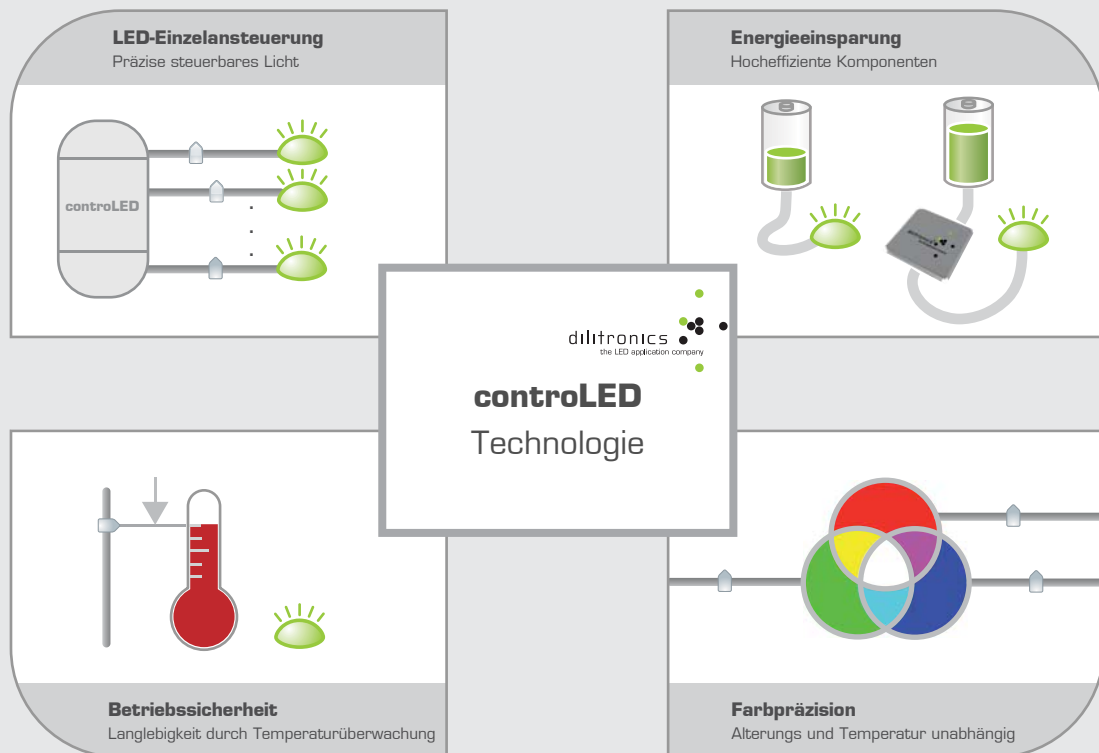 LED-Einzelansteuerung
Präzise steuerbares Licht
Energieeinsparung
Hocheffiziente Komponenten
controLED
dilitronics
the LED application company
controLED
Technologie
Betriebssicherheit
Langlebigkeit durch Temperaturüberwachung
Farbpräzision
Alterungs und Temperatur unabhängig